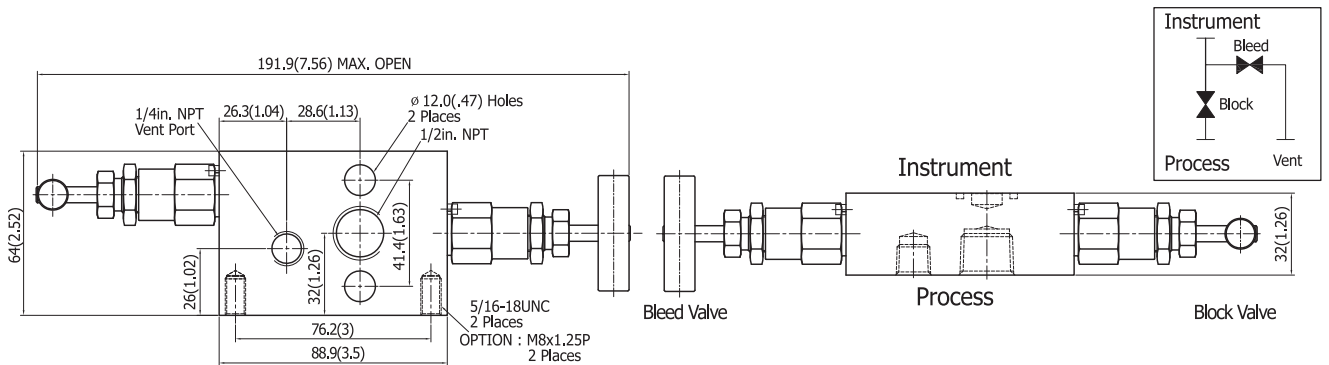 191.9(7.56) MAX. OPEN
26.3(1.04)
28.6(1.13)
ø 12.0(.47) Holes
2 Places
1/4in. NPT
Vent Port
1/2in. NPT
64(2.52)
26(1.02)
32(1.26)
41.4(1.63)
5/16-18UNC
2 Places
OPTION : M8x1.25P
2 Places
76.2(3)
88.9(3.5)
Instrument
Process
Bleed Valve
Block Valve
32(1.26)
Instrument
Bleed
Block
Process
Vent